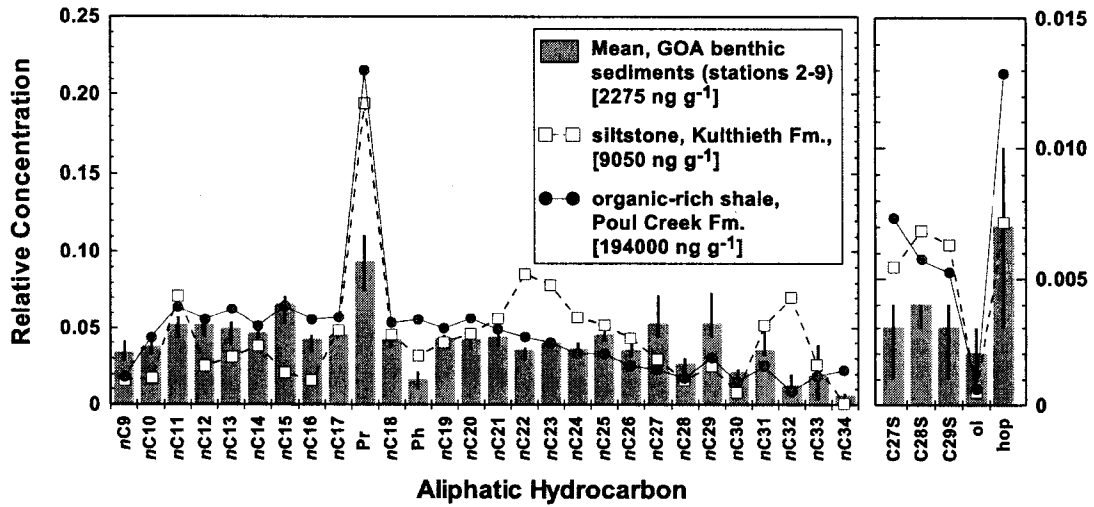 0.25
0.20
0.15
0.10
0.05
0
Relative Concentration
Mean, GOA benthic
sediments (stations 2-9)
[2275 ng g-1]
siltstone, Kulthieth Fm.,
[9050 ng g-1]
organic-rich shale,
Poul Creek Fm.
[194000 ng g-1]
0.015
0.010
0.005
0
nC9
nC10
nC11
nC12
nC13
nC14
nC15
nC16
nC17
Pr
nC18
Ph
nC19
nC20
nC21
nC22
nC23
nC24
nC25
nC26
nC27
nC28
nC29
nC30
nC31
nC32
nC33
nC34
C27S
C28S
C29S
ol
hop
Aliphatic Hydrocarbon